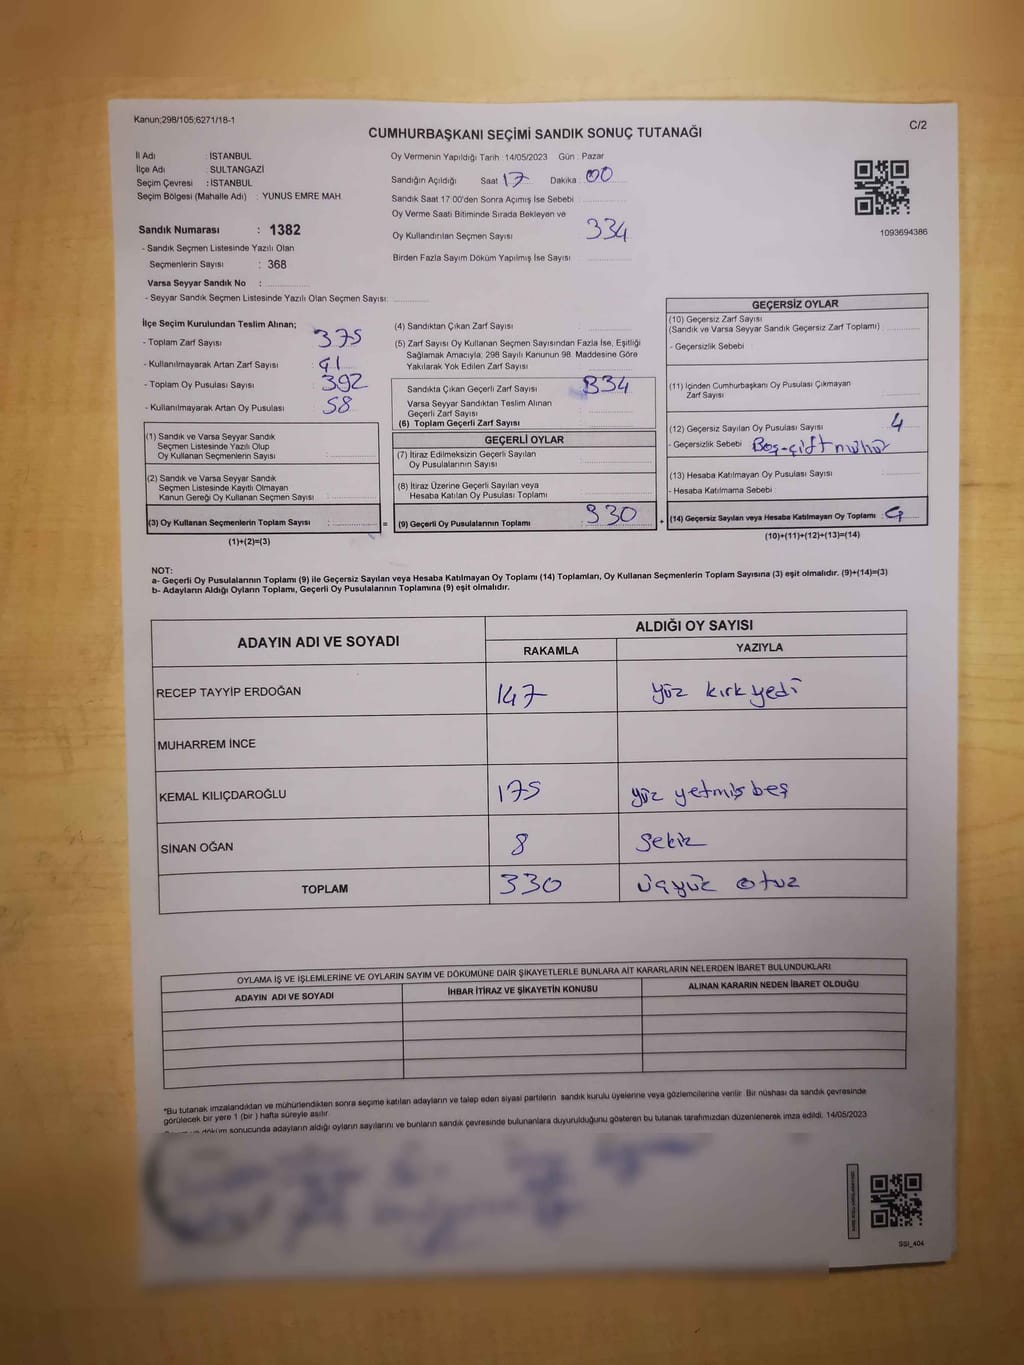 Kanun;298/105;6271/18-1
CUMHURBAŞKANI SEÇİMİ SANDIK SONUÇ TUTANAĞI
C/2
İl Adı : İSTANBUL
İlçe Adı : SULTANGAZİ
Seçim Çevresi : İSTANBUL
Seçim Bölgesi (Mahalle Adı) : YUNUS EMRE MAH.
Sandık Numarası : 1382
- Sandık Seçmen Listesinde Yazılı Olan
Seçmenlerin Sayısı : 368
Varsa Seyyar Sandık No :
- Seyyar Sandık Seçmen Listesinde Yazılı Olan Seçmen Sayısı:
Oy Vermenin Yapıldığı Tarih : 14/05/2023 Gün : Pazar
Sandığın Açıldığı Saat 17 Dakika 00
Sandık Saat 17:00'den Sonra Açımış İse Sebebi
Oy Verme Saati Bitiminde Sırada Bekleyen ve
Oy Kullandırılan Seçmen Sayısı 334
Birden Fazla Sayım Döküm Yapılmış İse Sayısı
1093694386
İlçe Seçim Kurulundan Teslim Alınan;
- Toplam Zarf Sayısı : 375
- Kullanılmayarak Artan Zarf Sayısı : 41
- Toplam Oy Pusulası Sayısı : 392
- Kullanılmayarak Artan Oy Pusulası : 58
(1) Sandık ve Varsa Seyyar Sandık
Seçmen Listesinde Yazılı Olup
Oy Kullanan Seçmenlerin Sayısı :
(2) Sandık ve Varsa Seyyar Sandık
Seçmen Listesinde Kayıtlı Olmayan
Kanun Gereği Oy Kullanan Seçmen Sayısı :
(3) Oy Kullanan Seçmenlerin Toplam Sayısı :
(1)+(2)=(3)
=
(4) Sandıktan Çıkan Zarf Sayısı :
(5) Zarf Sayısı Oy Kullanan Seçmen Sayısından Fazla İse, Eşitliği
Sağlamak Amacıyla, 298 Sayılı Kanunun 98. Maddesine Göre
Yakılarak Yok Edilen Zarf Sayısı :
Sandıkta Çıkan Geçerli Zarf Sayısı : 334
Varsa Seyyar Sandıktan Teslim Alınan
Geçerli Zarf Sayısı :
(6) Toplam Geçerli Zarf Sayısı :
GEÇERLİ OYLAR
(7) İtiraz Edilmeksizin Geçerli Sayılan
Oy Pusulalarının Sayısı :
(8) İtiraz Üzerine Geçerli Sayılan veya
Hesaba Katılan Oy Pusulası Toplamı :
(9) Geçerli Oy Pusulalarının Toplamı : 330
+
GEÇERSİZ OYLAR
(10) Geçersiz Zarf Sayısı
(Sandık ve Varsa Seyyar Sandık Geçersiz Zarf Toplamı) :
- Geçersizlik Sebebi :
(11) İçinden Cumhurbaşkanı Oy Pusulası Çıkmayan
Zarf Sayısı :
(12) Geçersiz Sayılan Oy Pusulası Sayısı : 4
- Geçersizlik Sebebi : Boş-çift mühür
(13) Hesaba Katılmayan Oy Pusulası Sayısı :
- Hesaba Katılmama Sebebi :
(14) Geçersiz Sayılan veya Hesaba Katılmayan Oy Toplamı : 4
(10)+(11)+(12)+(13)=(14)
NOT:
a- Geçerli Oy Pusulalarının Toplamı (9) ile Geçersiz Sayılan veya Hesaba Katılmayan Oy Toplamı (14) Toplamları, Oy Kullanan Seçmenlerin Toplam Sayısına (3) eşit olmalıdır. (9)+(14)=(3)
b- Adayların Aldığı Oyların Toplamı, Geçerli Oy Pusulalarının Toplamına (9) eşit olmalıdır.
ADAYIN ADI VE SOYADI
ALDIĞI OY SAYISI
RAKAMLA YAZIYLA
RECEP TAYYİP ERDOĞAN 147 yüz kırk yedi
MUHARREM İNCE
KEMAL KILIÇDAROĞLU 175 yüz yetmiş beş
SİNAN OĞAN 8 Sekiz
TOPLAM 330 üçyüz otuz
OYLAMA İŞ VE İŞLEMLERİNE VE OYLARIN SAYIM VE DÖKÜMÜNE DAİR ŞİKAYETLERLE BUNLARA AİT KARARLARIN NELERDEN İBARET BULUNDUKLARI
ADAYIN ADI VE SOYADI İHBAR İTİRAZ VE ŞİKAYETİN KONUSU ALINAN KARARIN NEDEN İBARET OLDUĞU
*Bu tutanak imzalandıktan ve mühürlendikten sonra seçime katılan adayların ve talep eden siyasi partilerin sandık kurulu üyelerine veya gözlemcilerine verilir. Bir nüshası da sandık çevresinde
görülecek bir yere 1 (bir) hafta süreyle asılır.
döküm sonucunda adayların aldığı oyların sayılarını ve bunların sandık çevresinde bulunanlara duyurulduğunu gösteren bu tutanak tarafımızdan düzenlenerek imza edildi. 14/05/2023
SSI_404